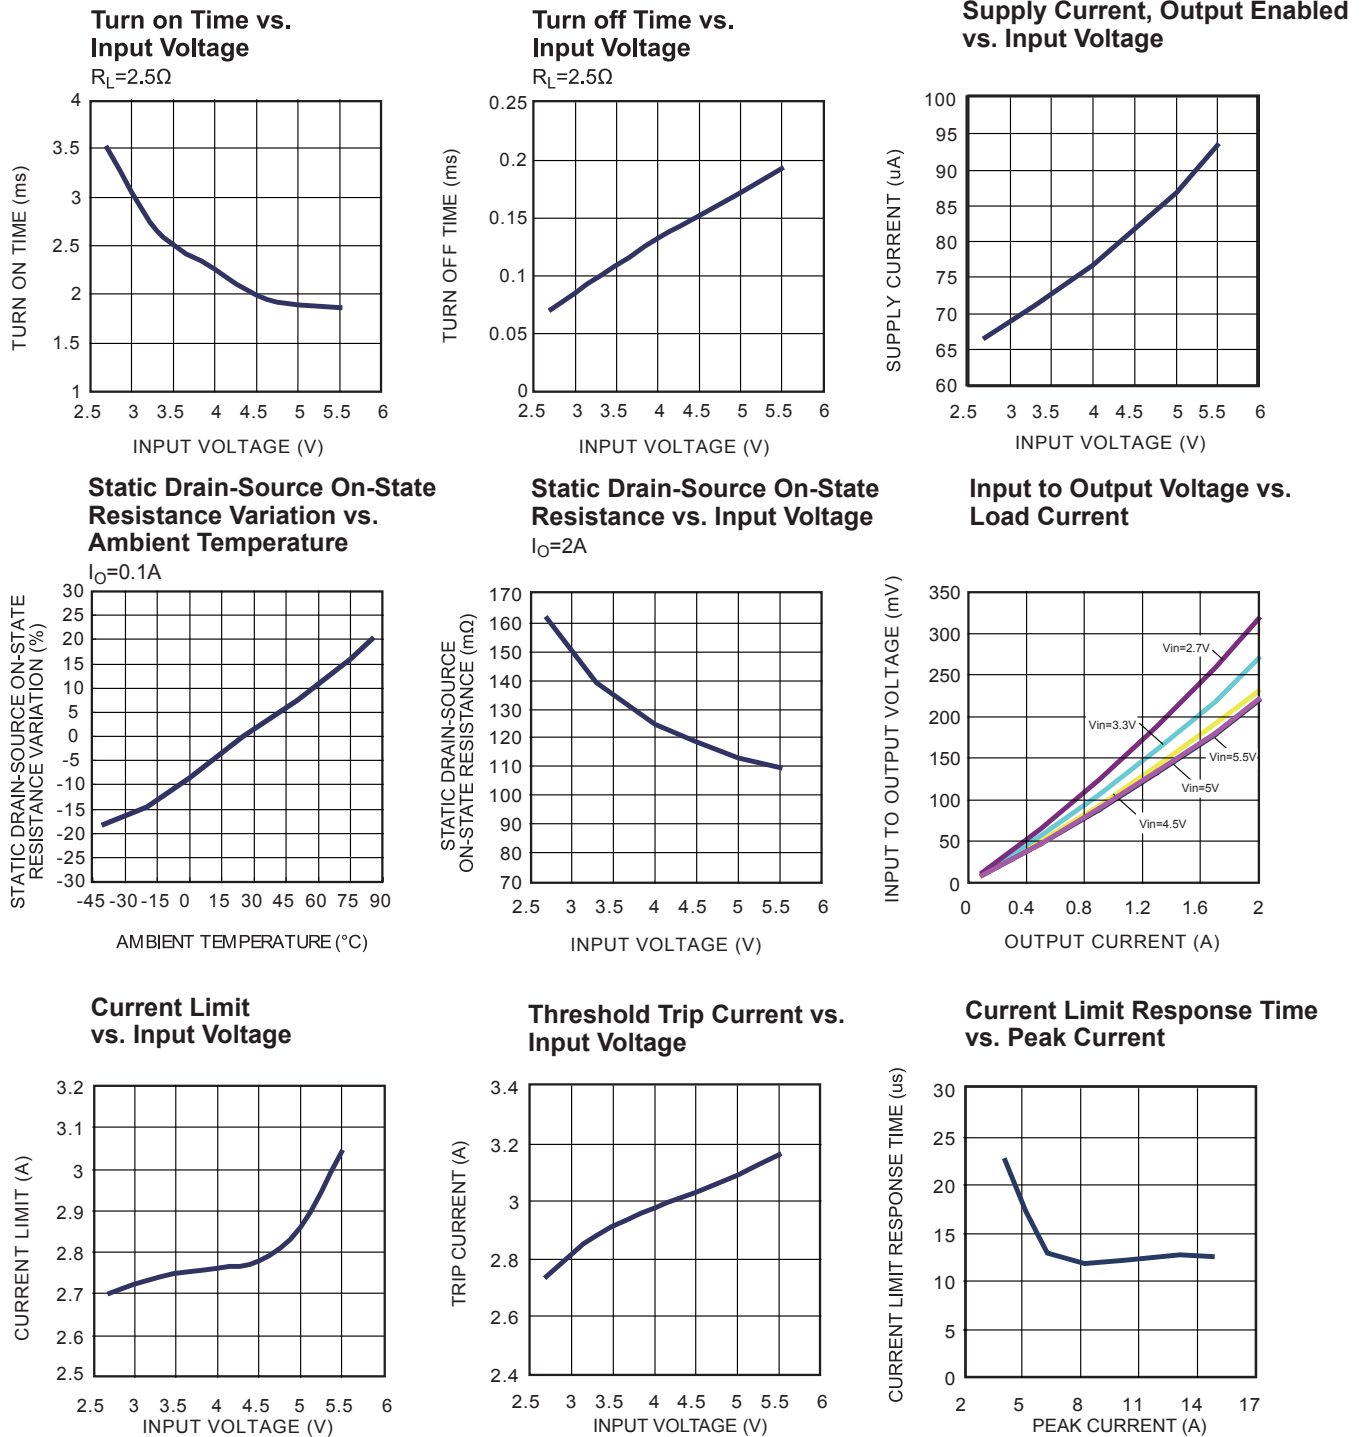 Turn on Time vs.
Input Voltage
RL=2.5Ω
4
3.5
3
2.5
2
1.5
1
TURN ON TIME (ms)
2.5 3 3.5 4 4.5 5 5.5 6
INPUT VOLTAGE (V)
Turn off Time vs.
Input Voltage
RL=2.5Ω
0.25
0.2
0.15
0.1
0.05
0
TURN OFF TIME (ms)
2.5 3 3.5 4 4.5 5 5.5 6
INPUT VOLTAGE (V)
Supply Current, Output Enabled
vs. Input Voltage
100
95
90
85
80
75
70
65
60
SUPPLY CURRENT (uA)
2.5 3 3.5 4 4.5 5 5.5 6
INPUT VOLTAGE (V)
Static Drain-Source On-State
Resistance Variation vs.
Ambient Temperature
IO=0.1A
30
25
20
15
10
5
0
-5
-10
-15
-20
-25
-30
STATIC DRAIN-SOURCE ON-STATE
RESISTANCE VARIATION (%)
-45 -30 -15 0 15 30 45 50 60 75 90
AMBIENT TEMPERATURE (°C)
Static Drain-Source On-State
Resistance vs. Input Voltage
IO=2A
170
160
150
140
130
120
110
100
90
80
70
STATIC DRAIN-SOURCE
ON-STATE RESISTANCE (mΩ)
2.5 3 3.5 4 4.5 5 5.5 6
INPUT VOLTAGE (V)
Input to Output Voltage vs.
Load Current
350
300
250
200
150
100
50
0
INPUT TO OUTPUT VOLTAGE (mV)
Vin=2.7V
Vin=3.3V
Vin=5.5V
Vin=5V
Vin=4.5V
0 0.4 0.8 1.2 1.6 2
OUTPUT CURRENT (A)
Current Limit
vs. Input Voltage
3.2
3.1
3
2.9
2.8
2.7
2.6
2.5
CURRENT LIMIT (A)
2.5 3 3.5 4 4.5 5 5.5 6
INPUT VOLTAGE (V)
Threshold Trip Current vs.
Input Voltage
3.4
3.2
3
2.8
2.6
2.4
TRIP CURRENT (A)
2.5 3 3.5 4 4.5 5 5.5 6
INPUT VOLTAGE (V)
Current Limit Response Time
vs. Peak Current
30
25
20
15
10
5
0
CURRENT LIMIT RESPONSE TIME (us)
2 5 8 11 14 17
PEAK CURRENT (A)